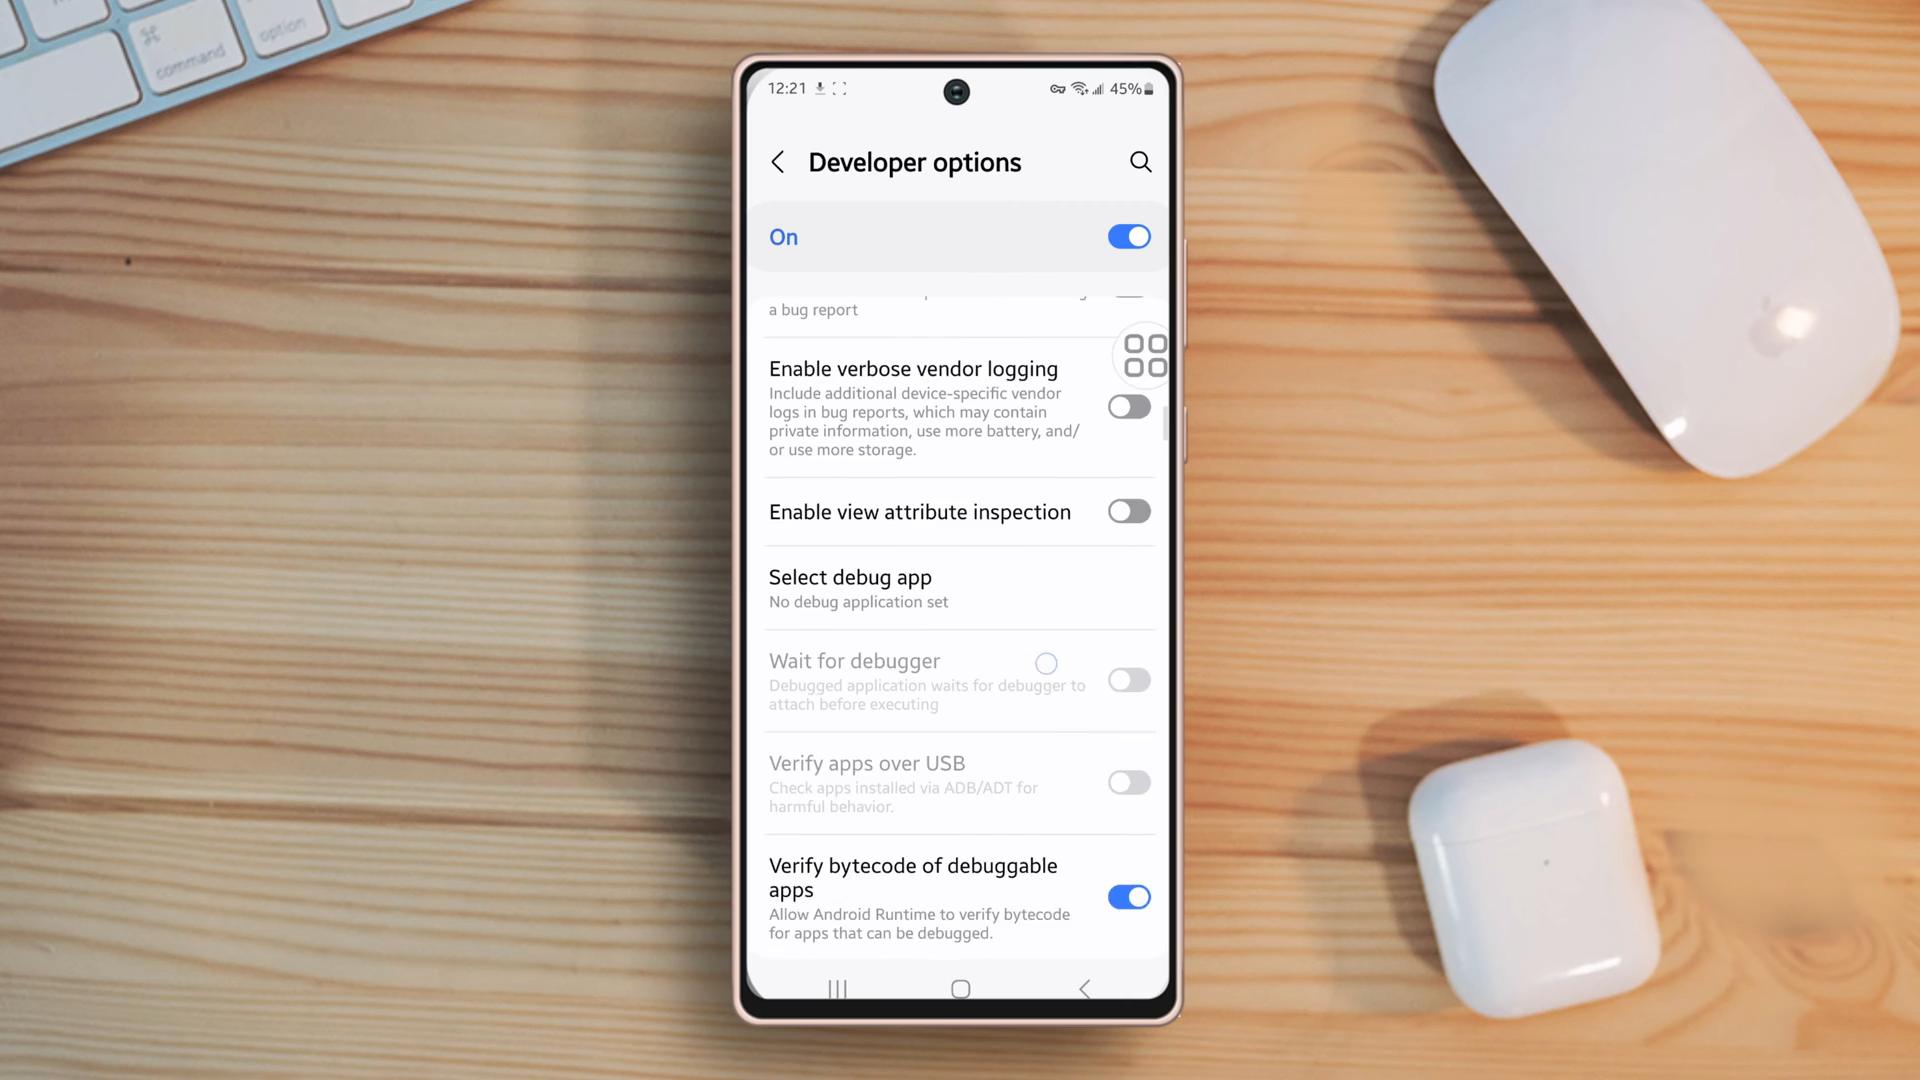 ⌘
command
option
12:21
45%
Developer options
On
a bug report
Enable verbose vendor logging
Include additional device-specific vendor
logs in bug reports, which may contain
private information, use more battery, and/
or use more storage.
Enable view attribute inspection
Select debug app
No debug application set
Wait for debugger
Debugged application waits for debugger to
attach before executing
Verify apps over USB
Check apps installed via ADB/ADT for
harmful behavior.
Verify bytecode of debuggable
apps
Allow Android Runtime to verify bytecode
for apps that can be debugged.